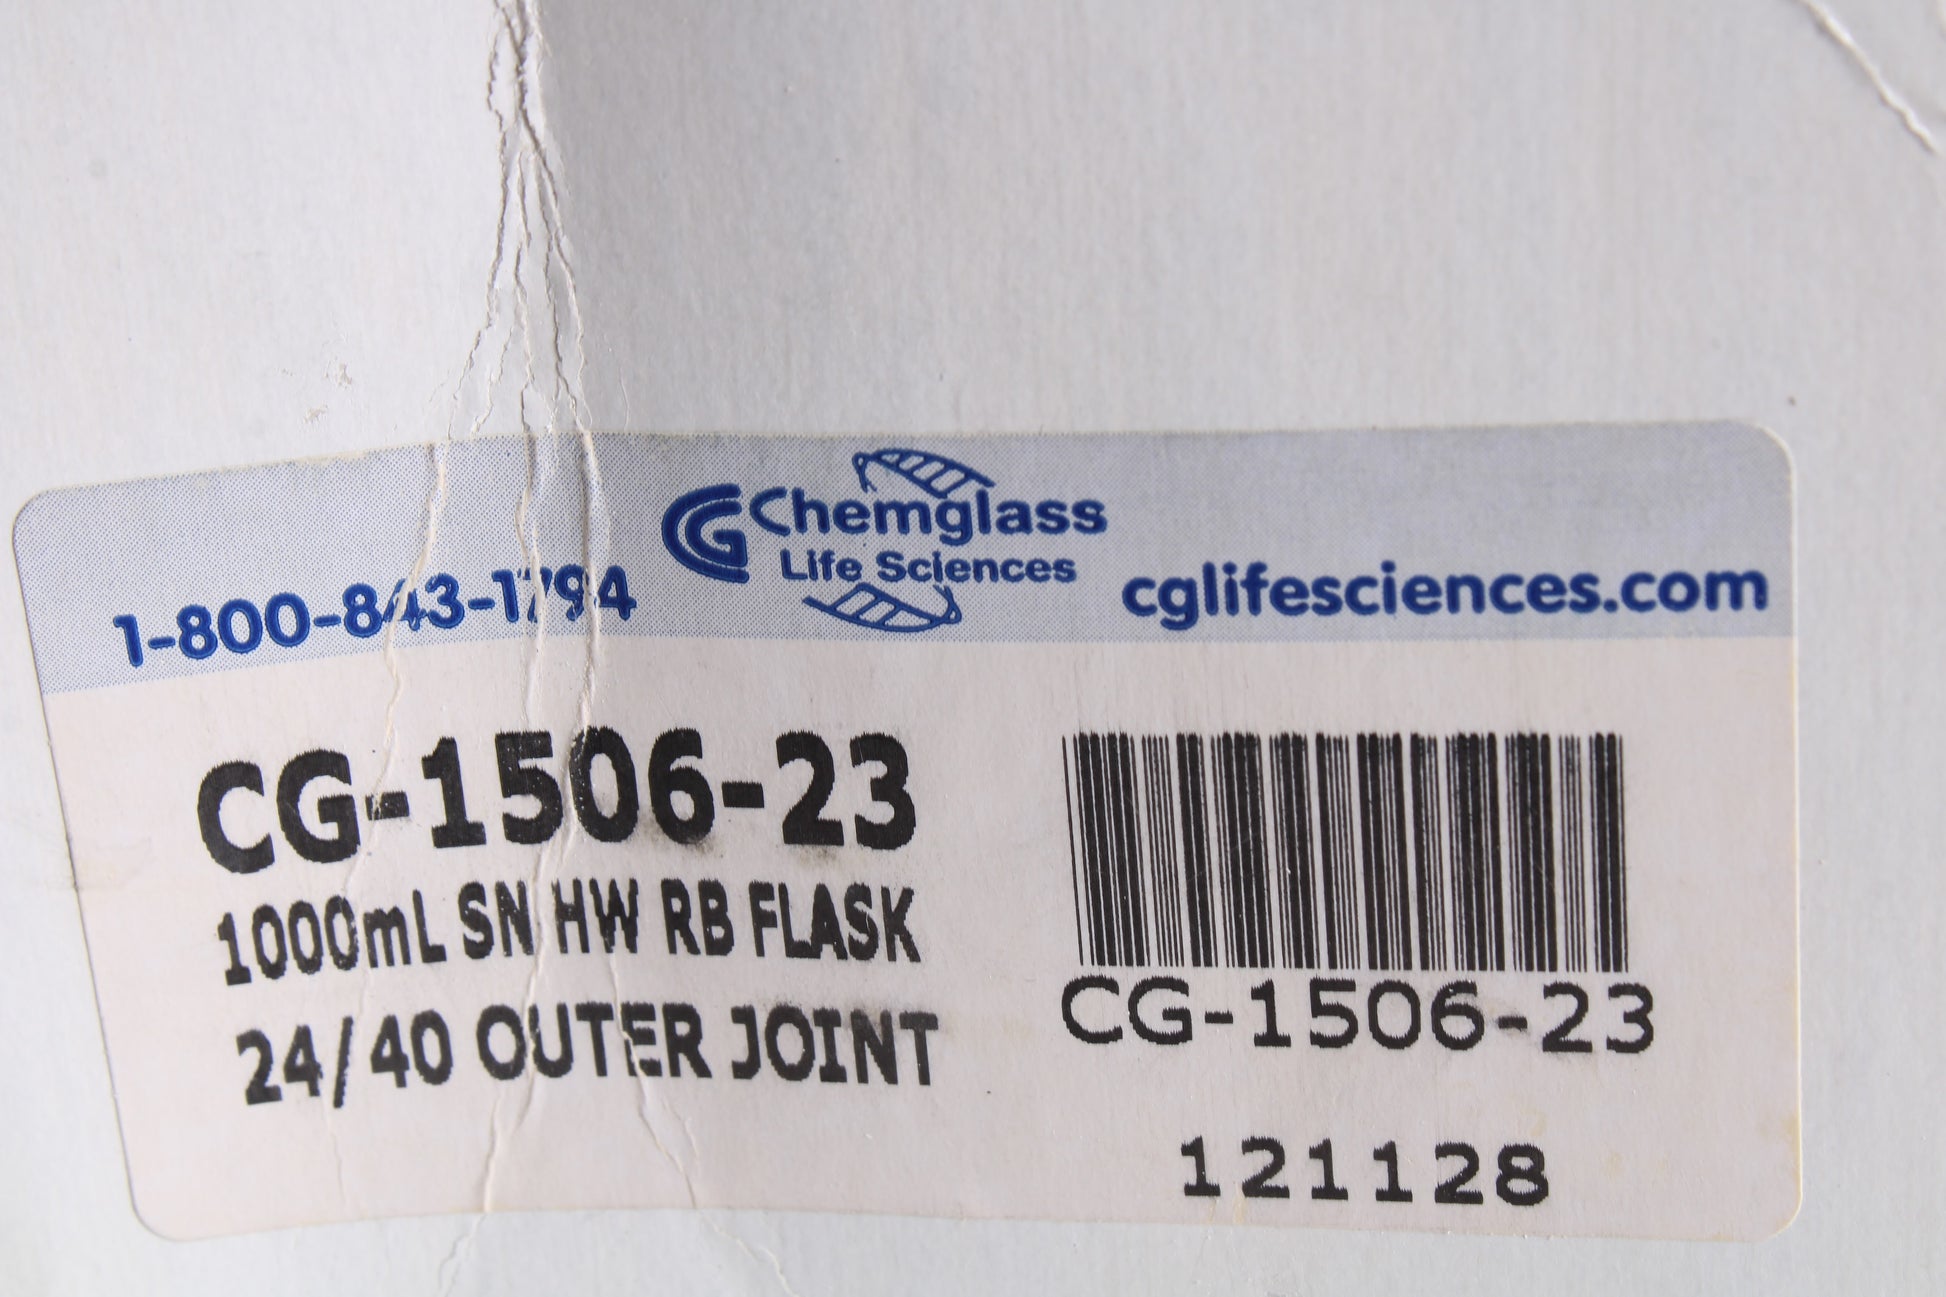 1-800-843-1794
CG Chemglass
Life Sciences
cglifesciences.com
CG-1506-23
1000mL SN HW RB FLASK
24/40 OUTER JOINT
CG-1506-23
121128